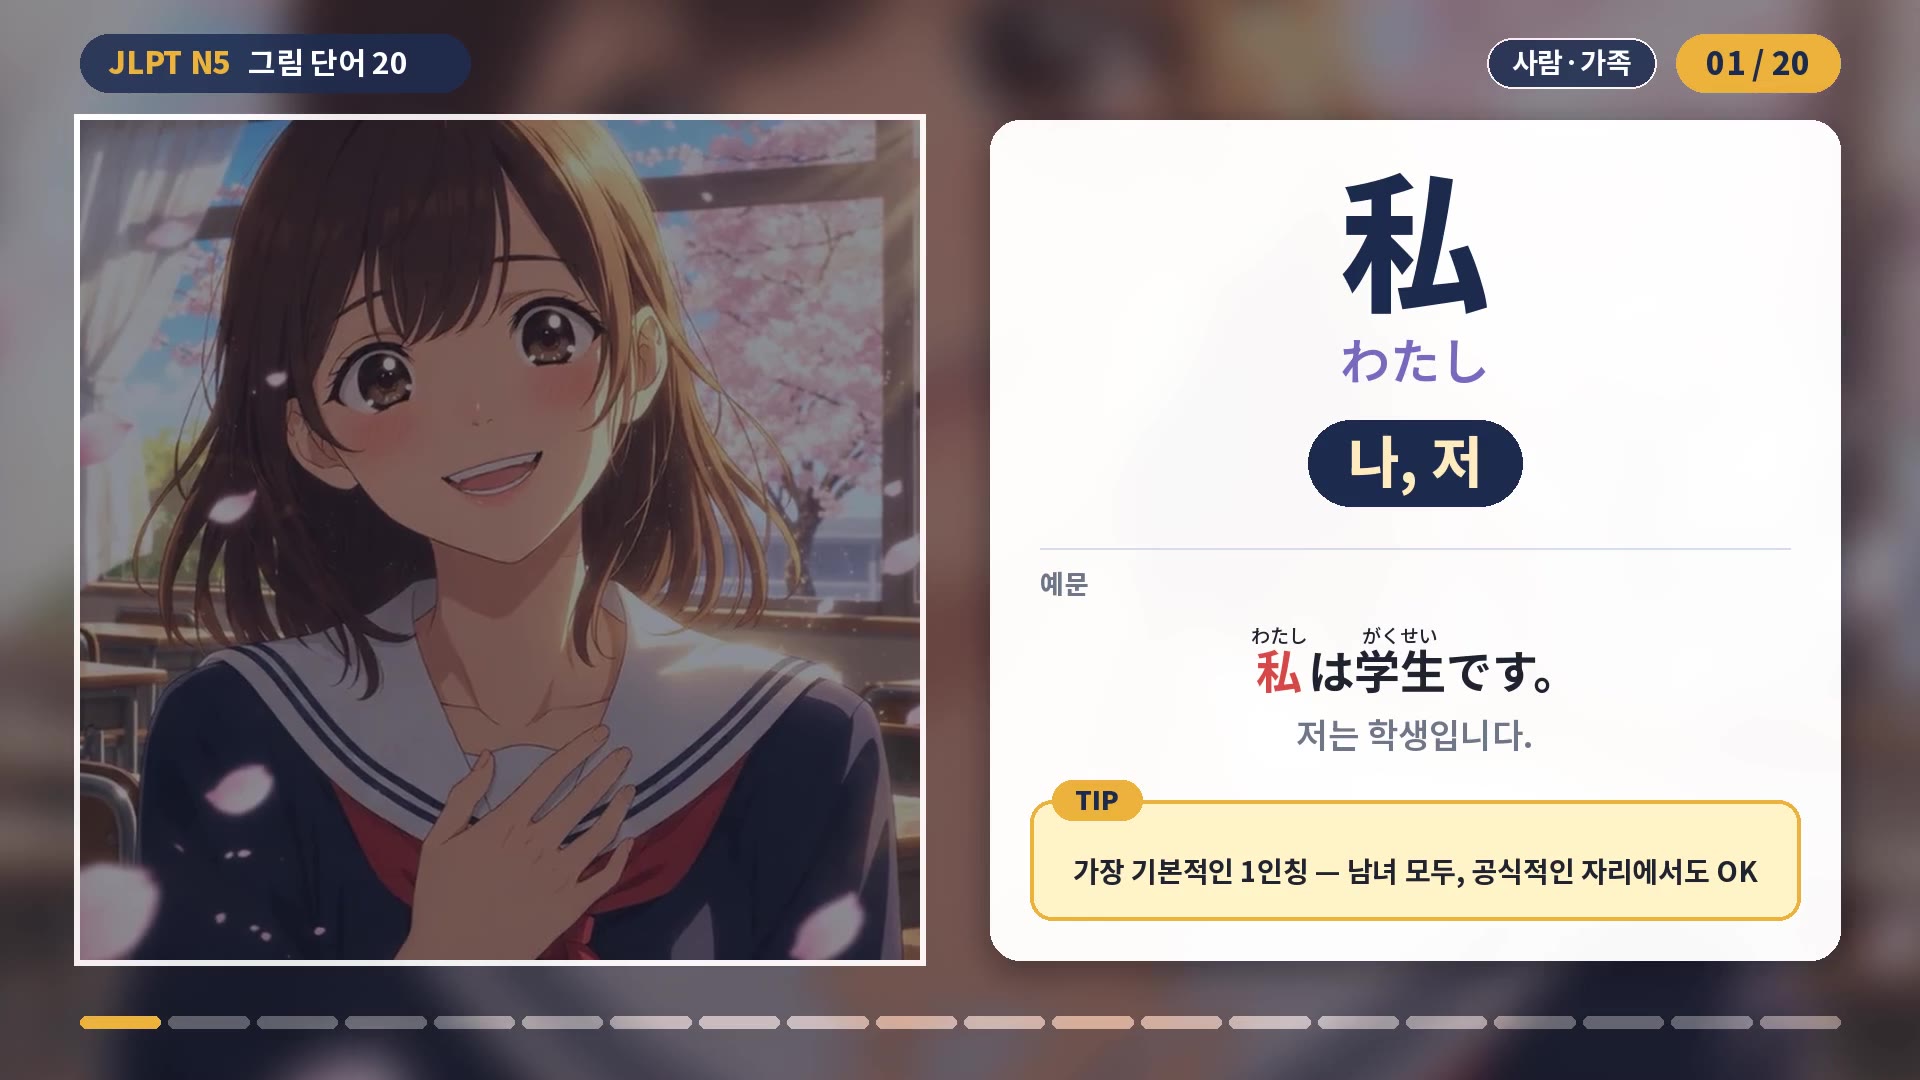 JLPT N5 그림 단어 20
사람·가족
01 / 20
私
わたし
나, 저
예문
わたし がくせい
私は学生です。
저는 학생입니다.
TIP
가장 기본적인 1인칭 — 남녀 모두, 공식적인 자리에서도 OK